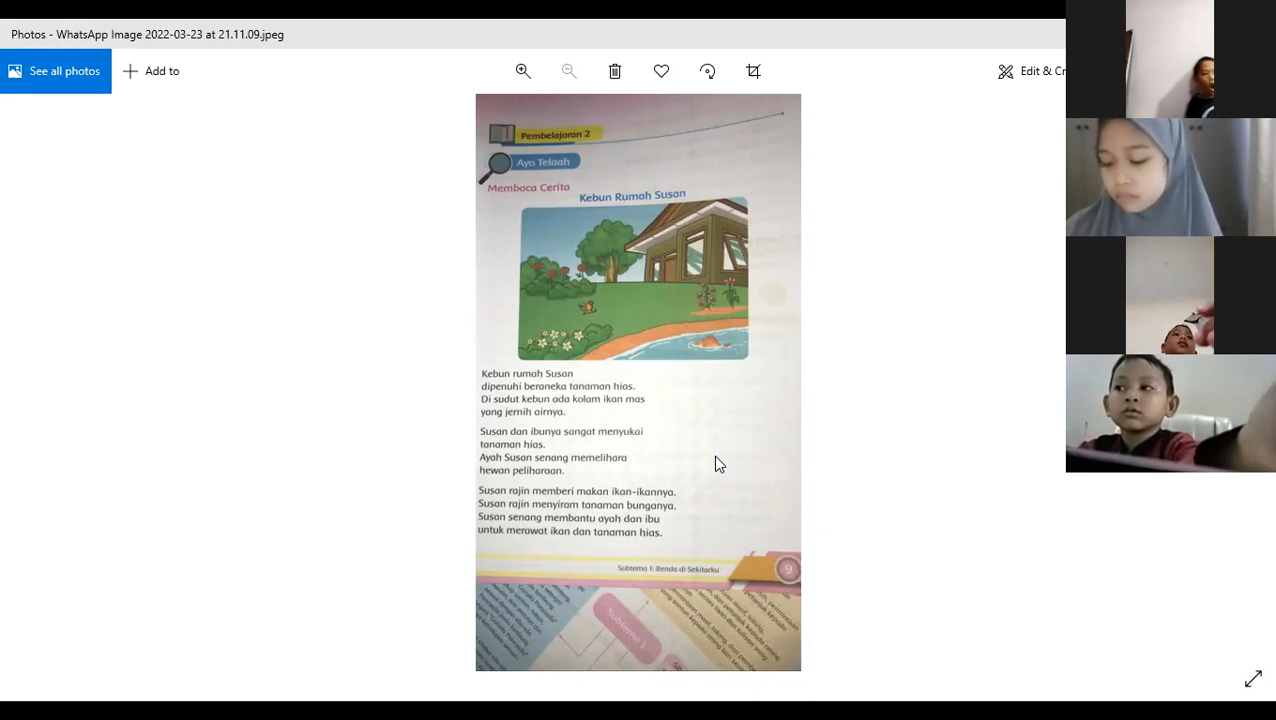 Photos - WhatsApp Image 2022-03-23 at 21.11.09.jpeg
See all photos
Add to
Edit & Cr
Pembelajaran 2
Ayo Telaah
Membaca Cerita
Kebun Rumah Susan
Kebun rumah Susan
dipenuhi beraneka tanaman hias.
Di sudut kebun ada kolam ikan mas
yang jernih airnya.
Susan dan ibunya sangat menyukai
tanaman hias.
Ayah Susan senang memelihara
hewan peliharaan.
Susan rajin memberi makan ikan-ikannya.
Susan rajin menyiram tanaman bunganya.
Susan senang membantu ayah dan ibu
untuk merawat ikan dan tanaman hias.
Subtema 1: Benda di Sekitarku
9
Subtema 1